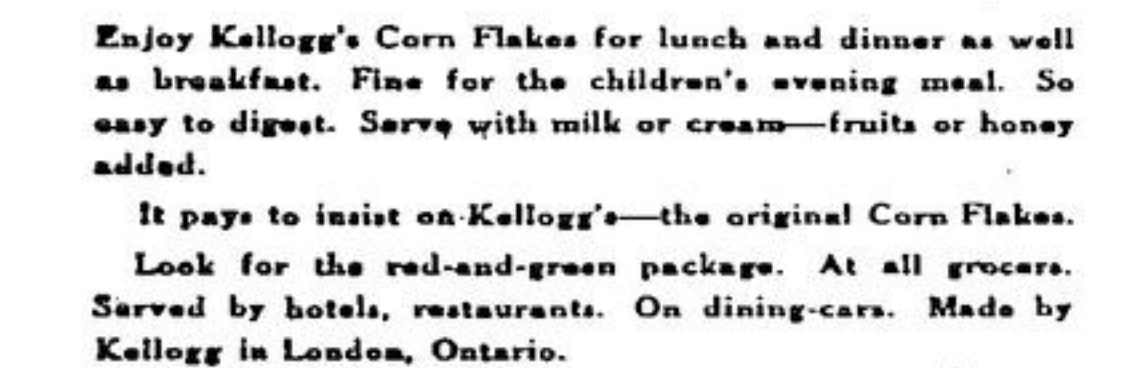 Enjoy Kellogg's Corn Flakes for lunch and dinner as well
as breakfast. Fine for the children's evening meal. So
easy to digest. Serve with milk or cream—fruits or honey
added.
It pays to insist on Kellogg's—the original Corn Flakes.
Look for the red-and-green package. At all grocers.
Served by hotels, restaurants. On dining-cars. Made by
Kellogg in London, Ontario.